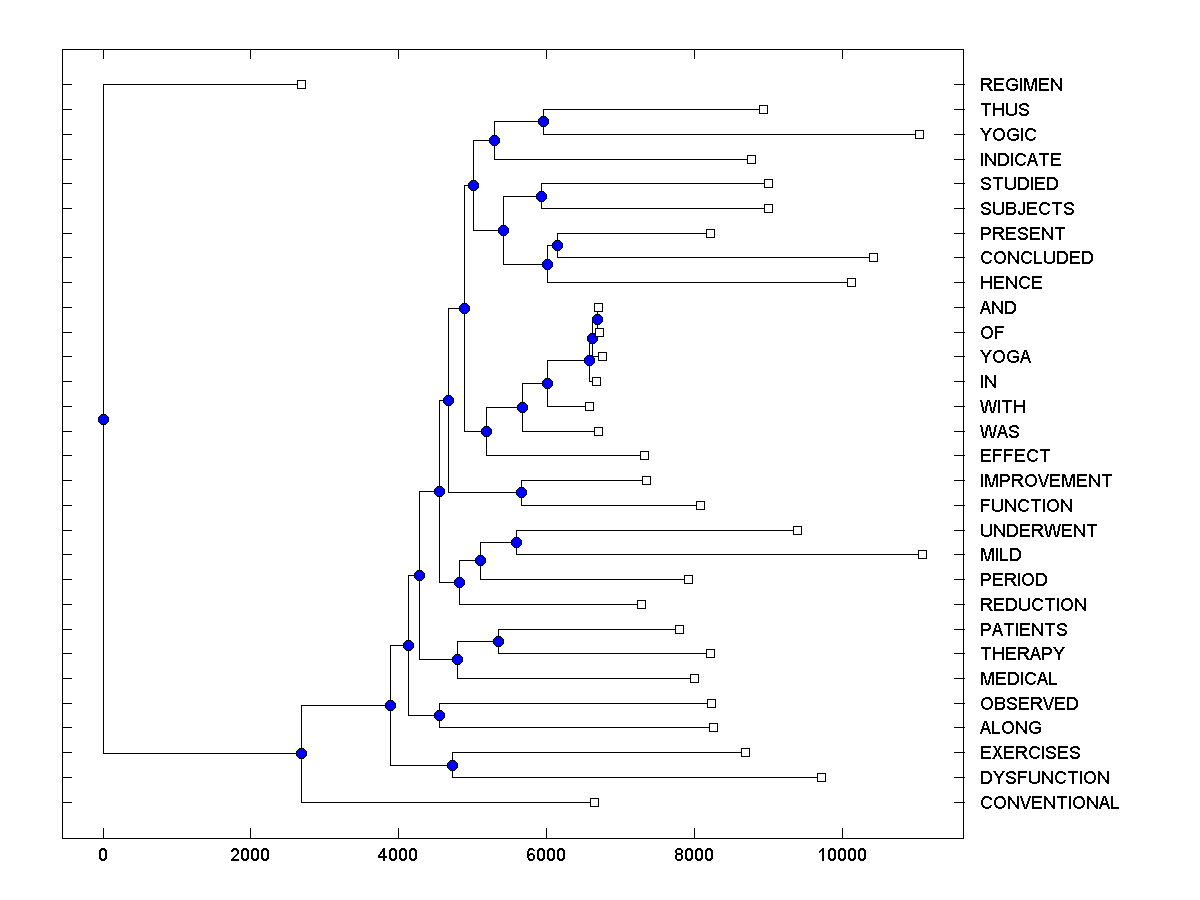 REGIMEN
THUS
YOGIC
INDICATE
STUDIED
SUBJECTS
PRESENT
CONCLUDED
HENCE
AND
OF
YOGA
IN
WITH
WAS
EFFECT
IMPROVEMENT
FUNCTION
UNDERWENT
MILD
PERIOD
REDUCTION
PATIENTS
THERAPY
MEDICAL
OBSERVED
ALONG
EXERCISES
DYSFUNCTION
CONVENTIONAL
0 2000 4000 6000 8000 10000